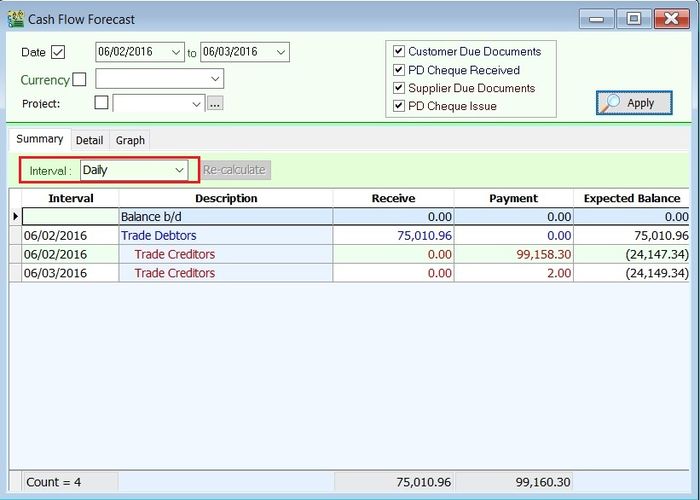 Cash Flow Forecast
Date 06/02/2016 to 06/03/2016
Currency
Project: ...
Customer Due Documents
PD Cheque Received
Supplier Due Documents
PD Cheque Issue
Apply
Summary Detail Graph
Interval : Daily Re-calculate
Interval Description Receive Payment Expected Balance
Balance b/d 0.00 0.00 0.00
06/02/2016 Trade Debtors 75,010.96 0.00 75,010.96
06/02/2016 Trade Creditors 0.00 99,158.30 (24,147.34)
06/03/2016 Trade Creditors 0.00 2.00 (24,149.34)
Count = 4 75,010.96 99,160.30